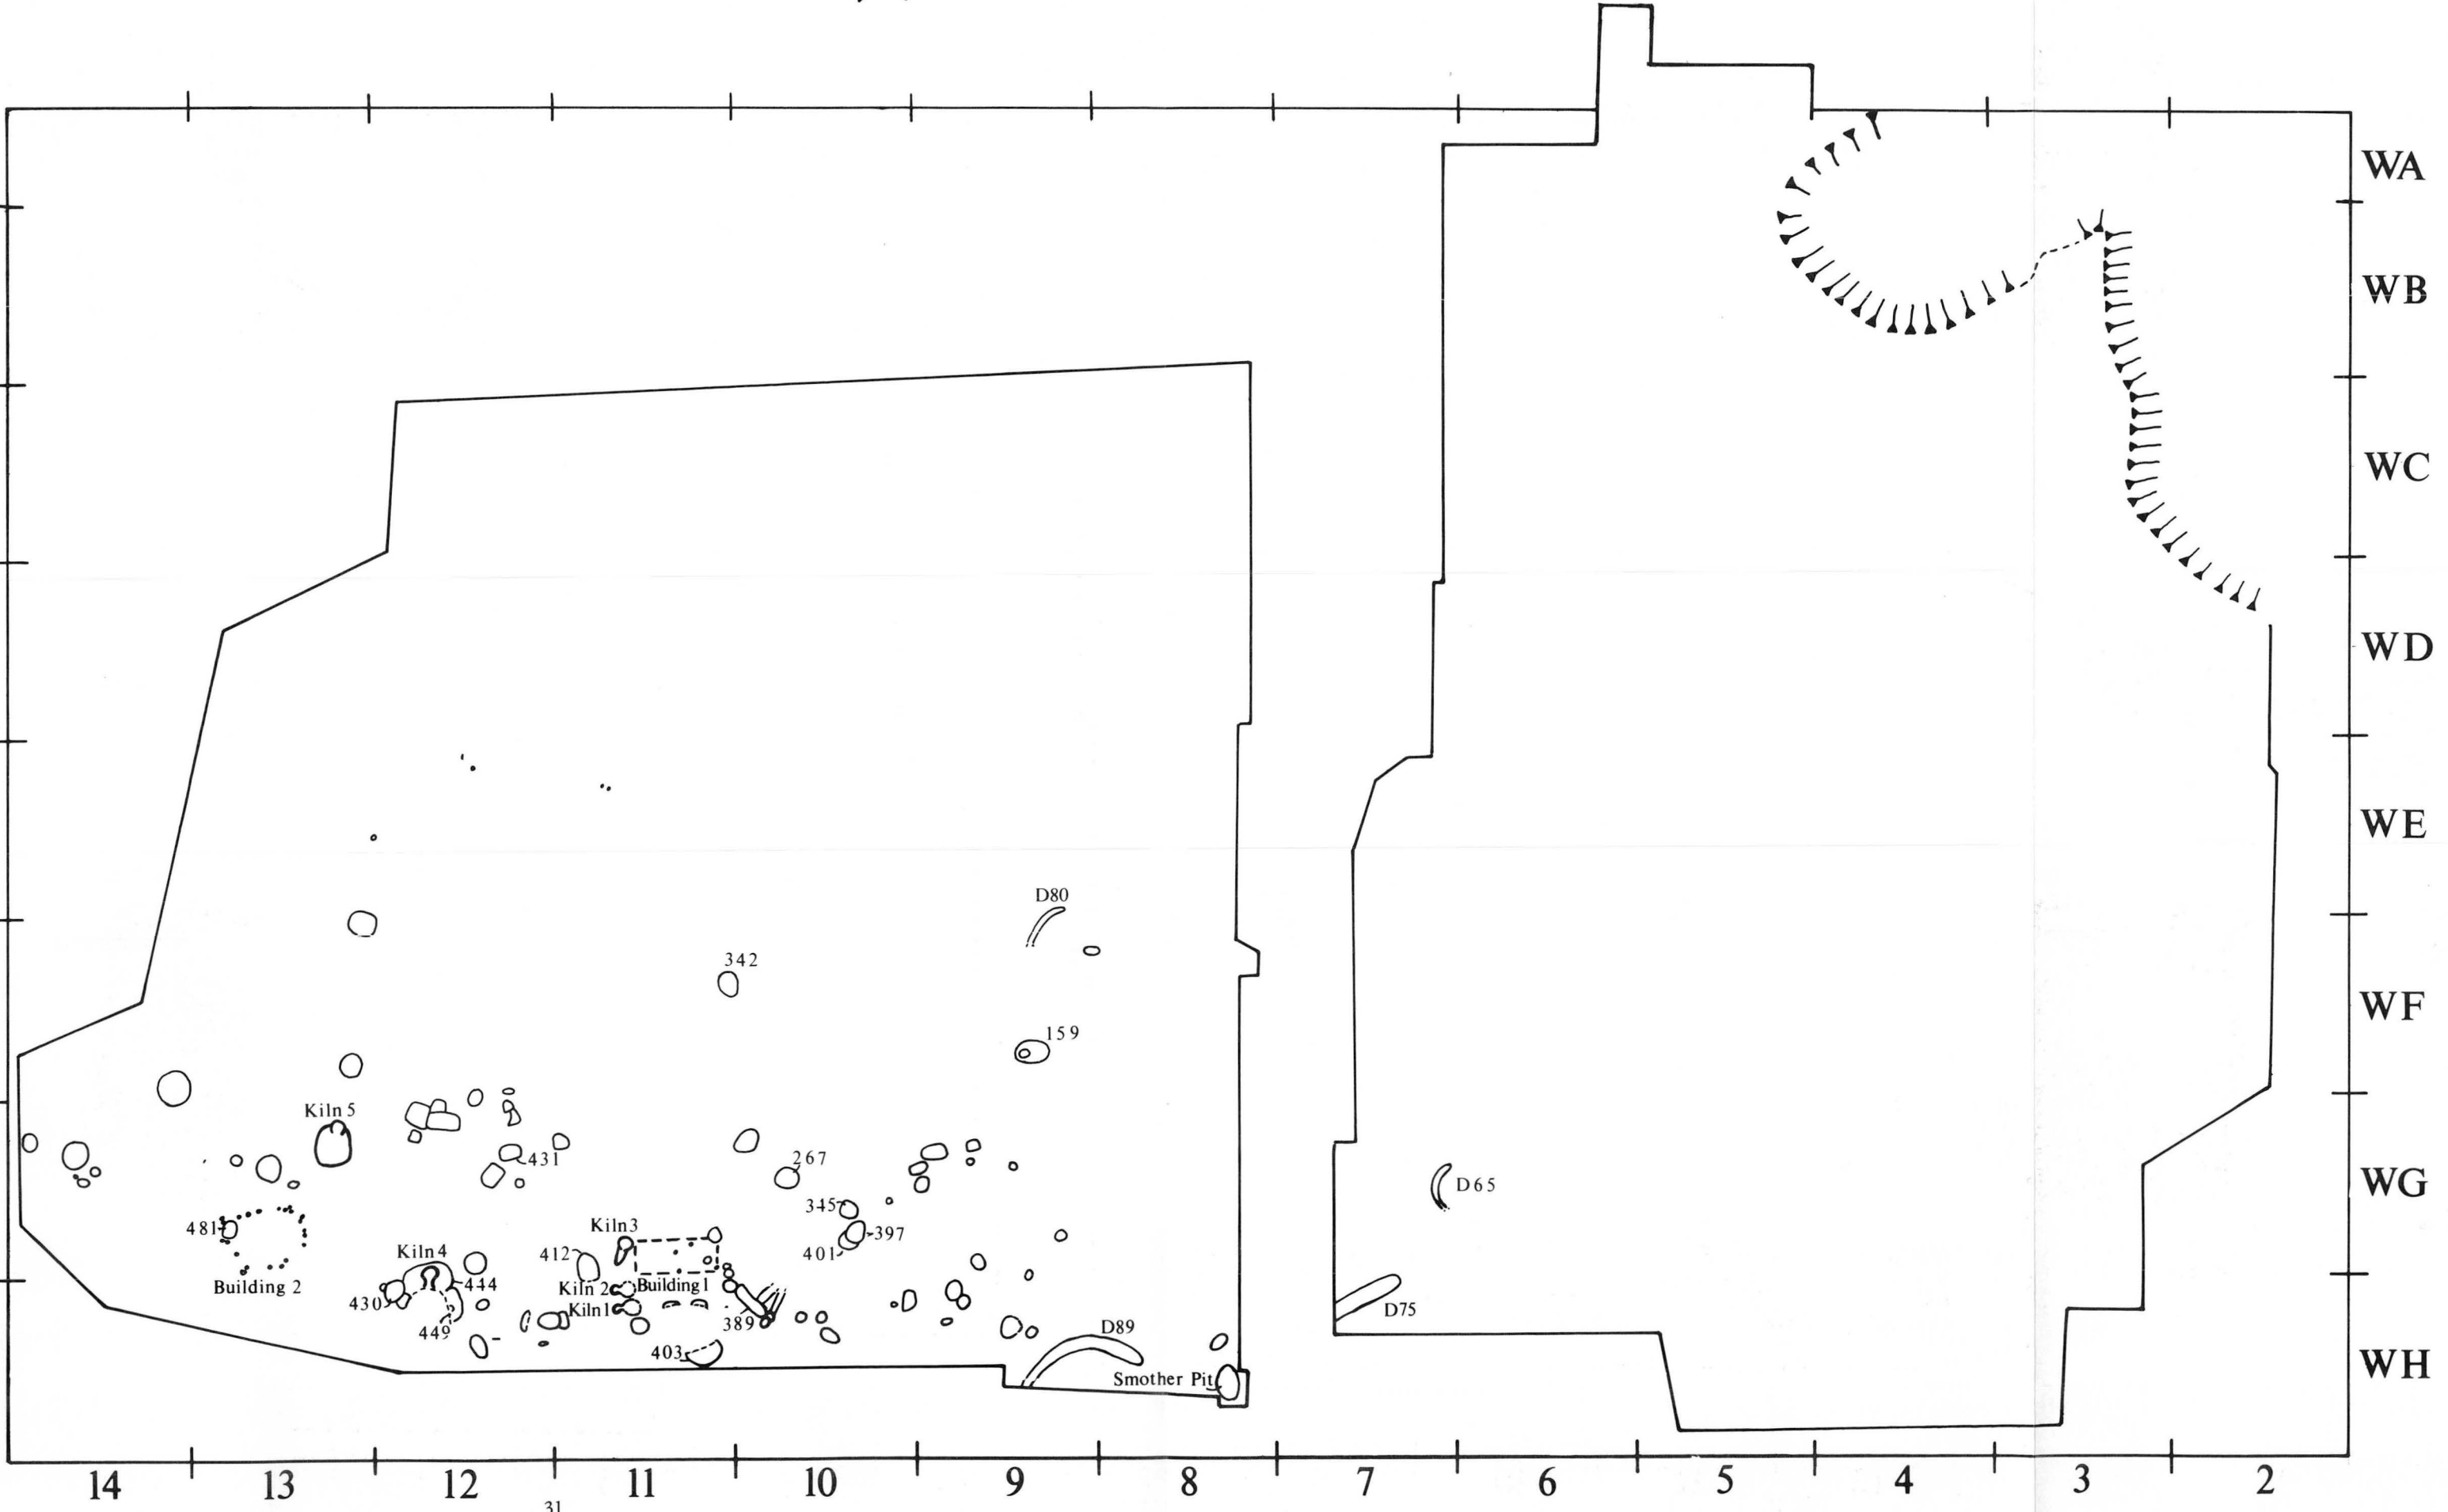 WA
WB
WC
WD
WE
D80
342
WF
159
Kiln 5
431
267
WG
D65
345
481
Kiln3
397
412
401
Kiln4
Building 2
444
Kiln 2
Building1
430
Kiln1
D75
389
449
D89
403
WH
Smother Pit
14 13 12 11 10 9 8 7 6 5 4 3 2
31